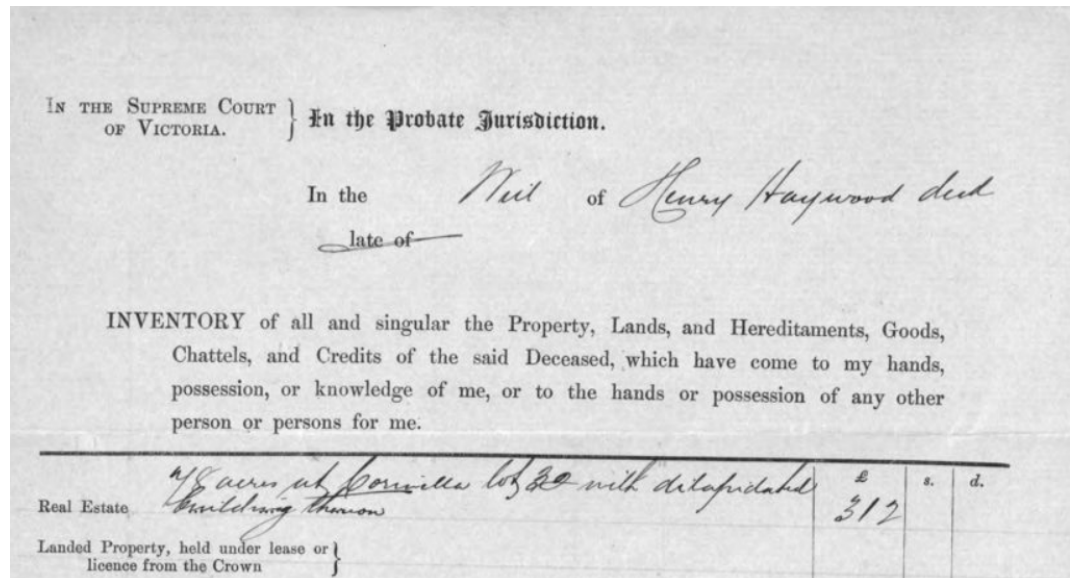 IN THE SUPREME COURT
OF VICTORIA.
In the Probate Jurisdiction.
In the Will of Henry Haywood decd
late of
INVENTORY of all and singular the Property, Lands, and Hereditaments, Goods,
Chattels, and Credits of the said Deceased, which have come to my hands,
possession, or knowledge of me, or to the hands or possession of any other
person or persons for me.
acres at lot 32 with dilapidated £ s. d.
Real Estate building thereon 312
Landed Property, held under lease or
licence from the Crown